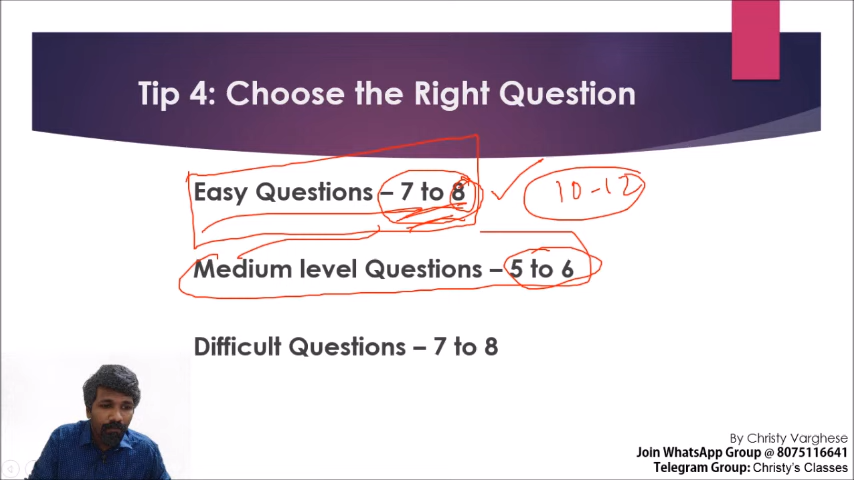 Tip 4: Choose the Right Question
Easy Questions – 7 to 8
10-12
Medium level Questions – 5 to 6
Difficult Questions – 7 to 8
By Christy Varghese
Join WhatsApp Group @ 8075116641
Telegram Group: Christy's Classes